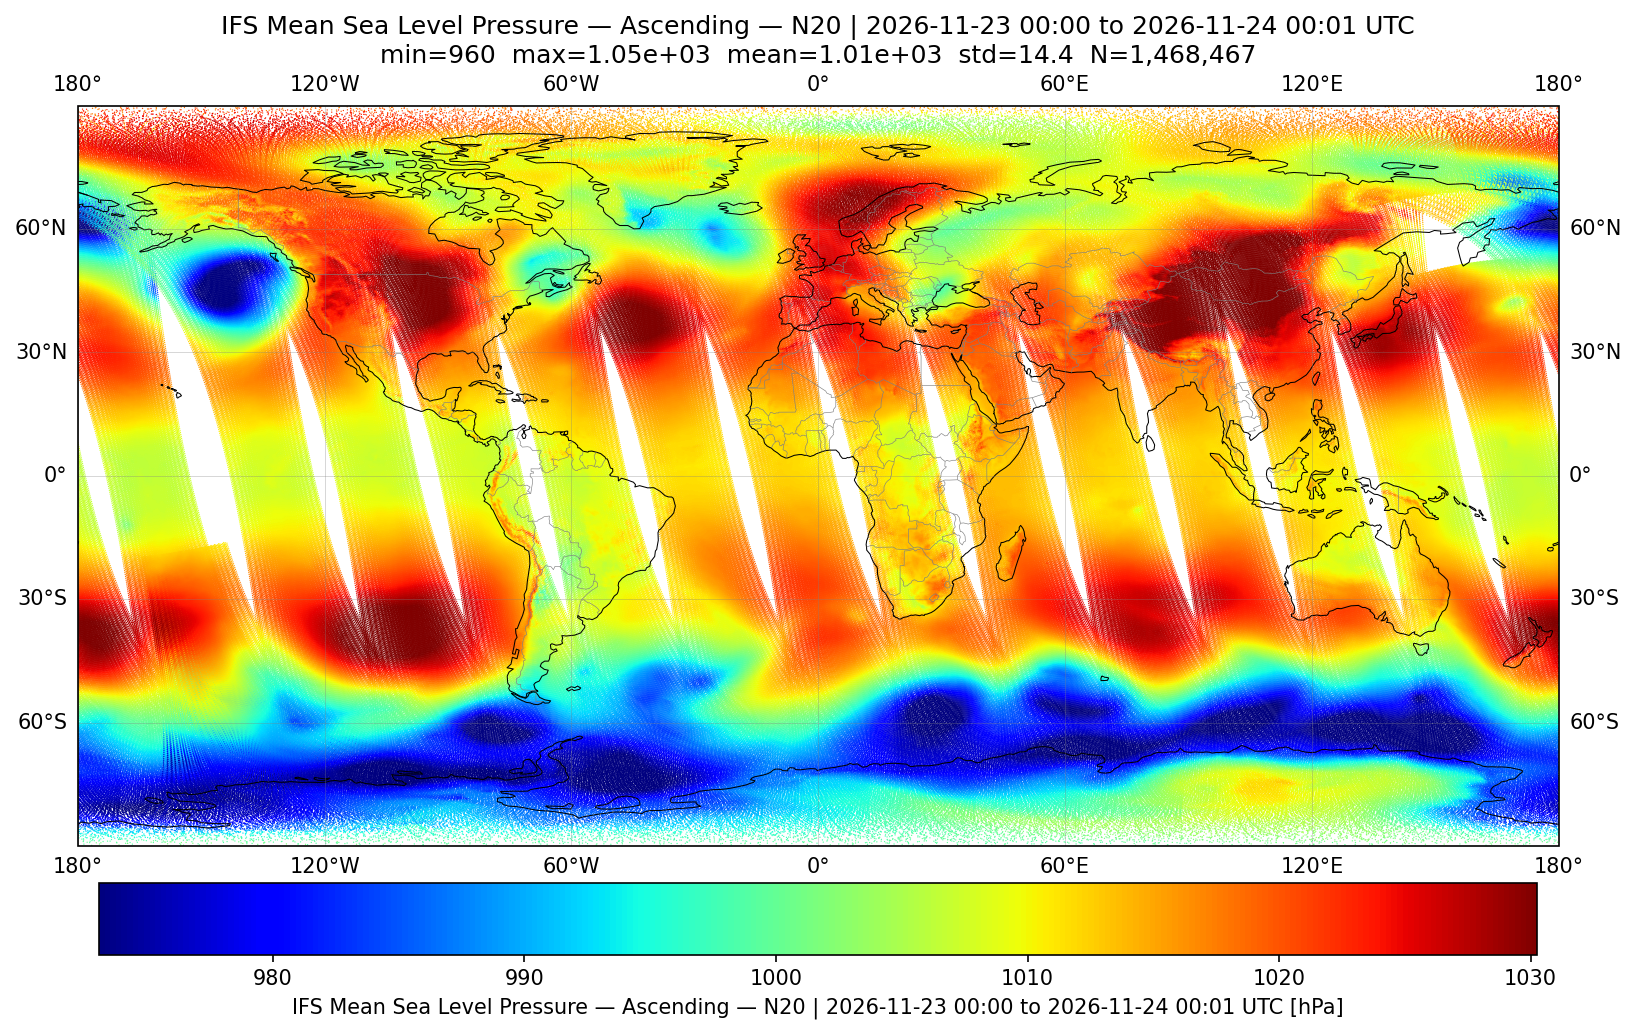 IFS Mean Sea Level Pressure — Ascending — N20 | 2026-11-23 00:00 to 2026-11-24 00:01 UTC
min=960  max=1.05e+03  mean=1.01e+03  std=14.4  N=1,468,467
180° 120°W 60°W 0° 60°E 120°E 180°
60°N 60°N
30°N 30°N
0° 0°
30°S 30°S
60°S 60°S
180° 120°W 60°W 0° 60°E 120°E 180°
980 990 1000 1010 1020 1030
IFS Mean Sea Level Pressure — Ascending — N20 | 2026-11-23 00:00 to 2026-11-24 00:01 UTC [hPa]